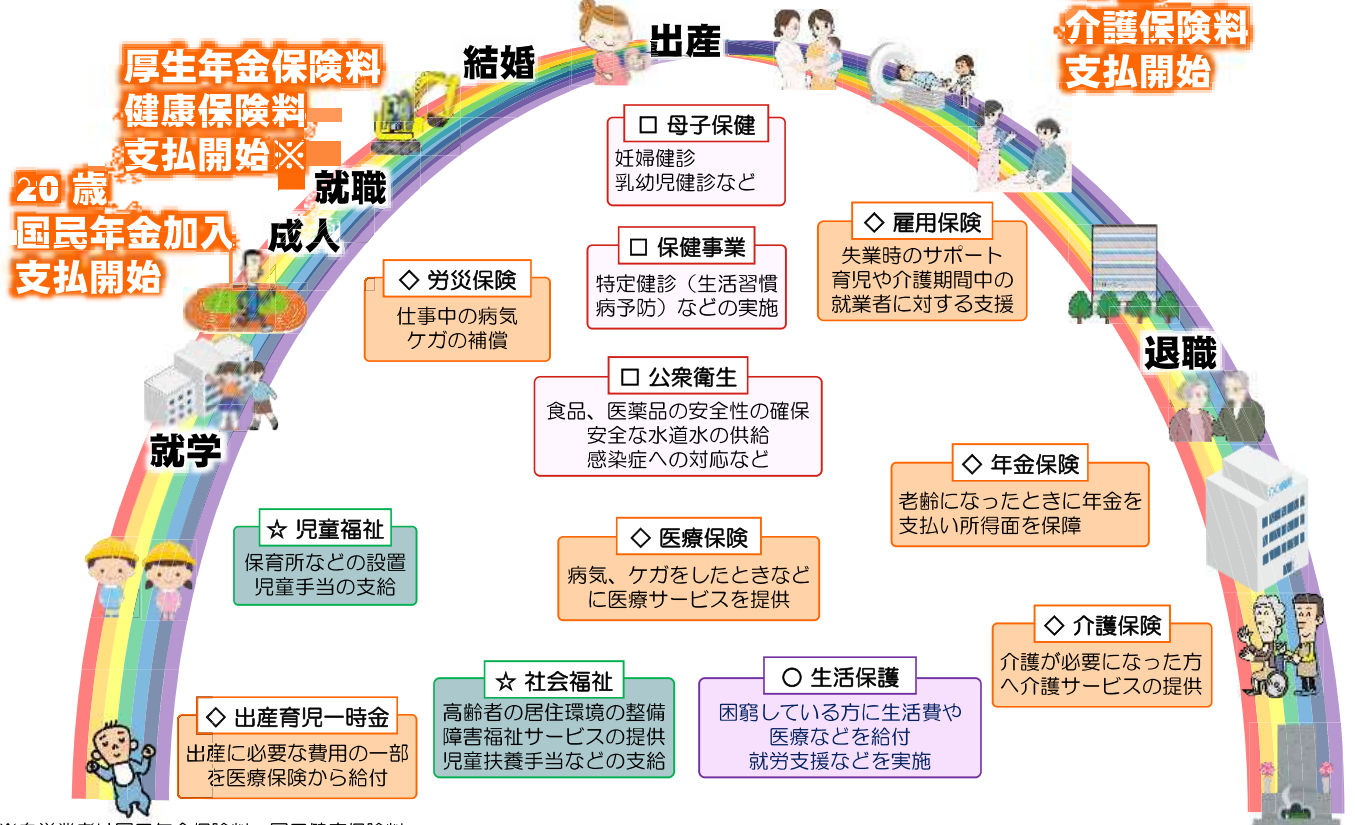 出産
介護保険料
支払開始
結婚
厚生年金保険料
健康保険料
支払開始※
就職
20 歳
国民年金加入
支払開始
成人
就学
退職
□ 母子保健
妊婦健診
乳幼児健診など
□ 保健事業
特定健診（生活習慣
病予防）などの実施
◇ 雇用保険
失業時のサポート
育児や介護期間中の
就業者に対する支援
◇ 労災保険
仕事中の病気
ケガの補償
□ 公衆衛生
食品、医薬品の安全性の確保
安全な水道水の供給
感染症への対応など
◇ 年金保険
老齢になったときに年金を
支払い所得面を保障
☆ 児童福祉
保育所などの設置
児童手当の支給
◇ 医療保険
病気、ケガをしたときなど
に医療サービスを提供
◇ 介護保険
介護が必要になった方
へ介護サービスの提供
☆ 社会福祉
高齢者の居住環境の整備
障害福祉サービスの提供
児童扶養手当などの支給
○ 生活保護
困窮している方に生活費や
医療などを給付
就労支援などを実施
◇ 出産育児一時金
出産に必要な費用の一部
を医療保険から給付